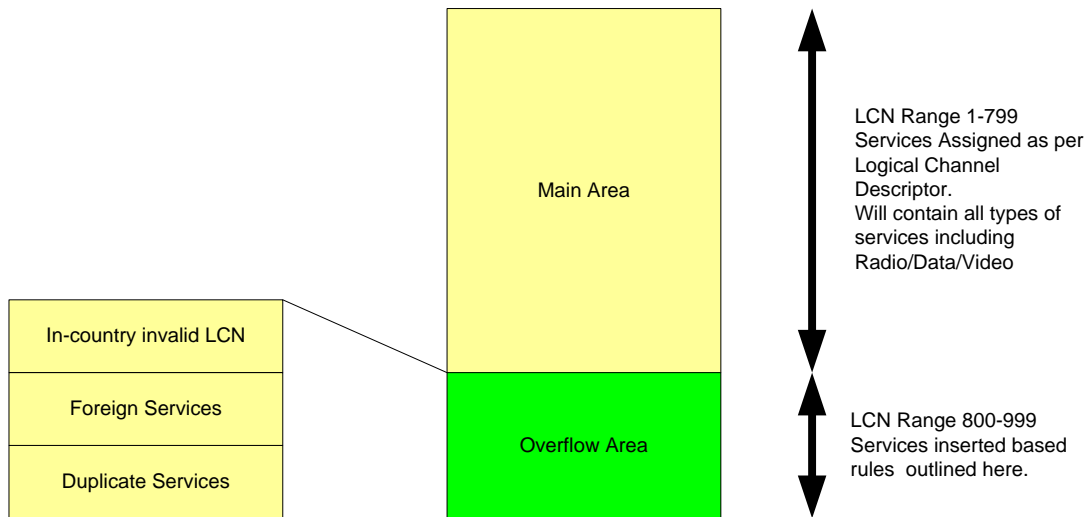 Main Area
LCN Range 1-799
Services Assigned as per
Logical Channel
Descriptor.
Will contain all types of
services including
Radio/Data/Video
In-country invalid LCN
Foreign Services
Duplicate Services
Overflow Area
LCN Range 800-999
Services inserted based
rules  outlined here.